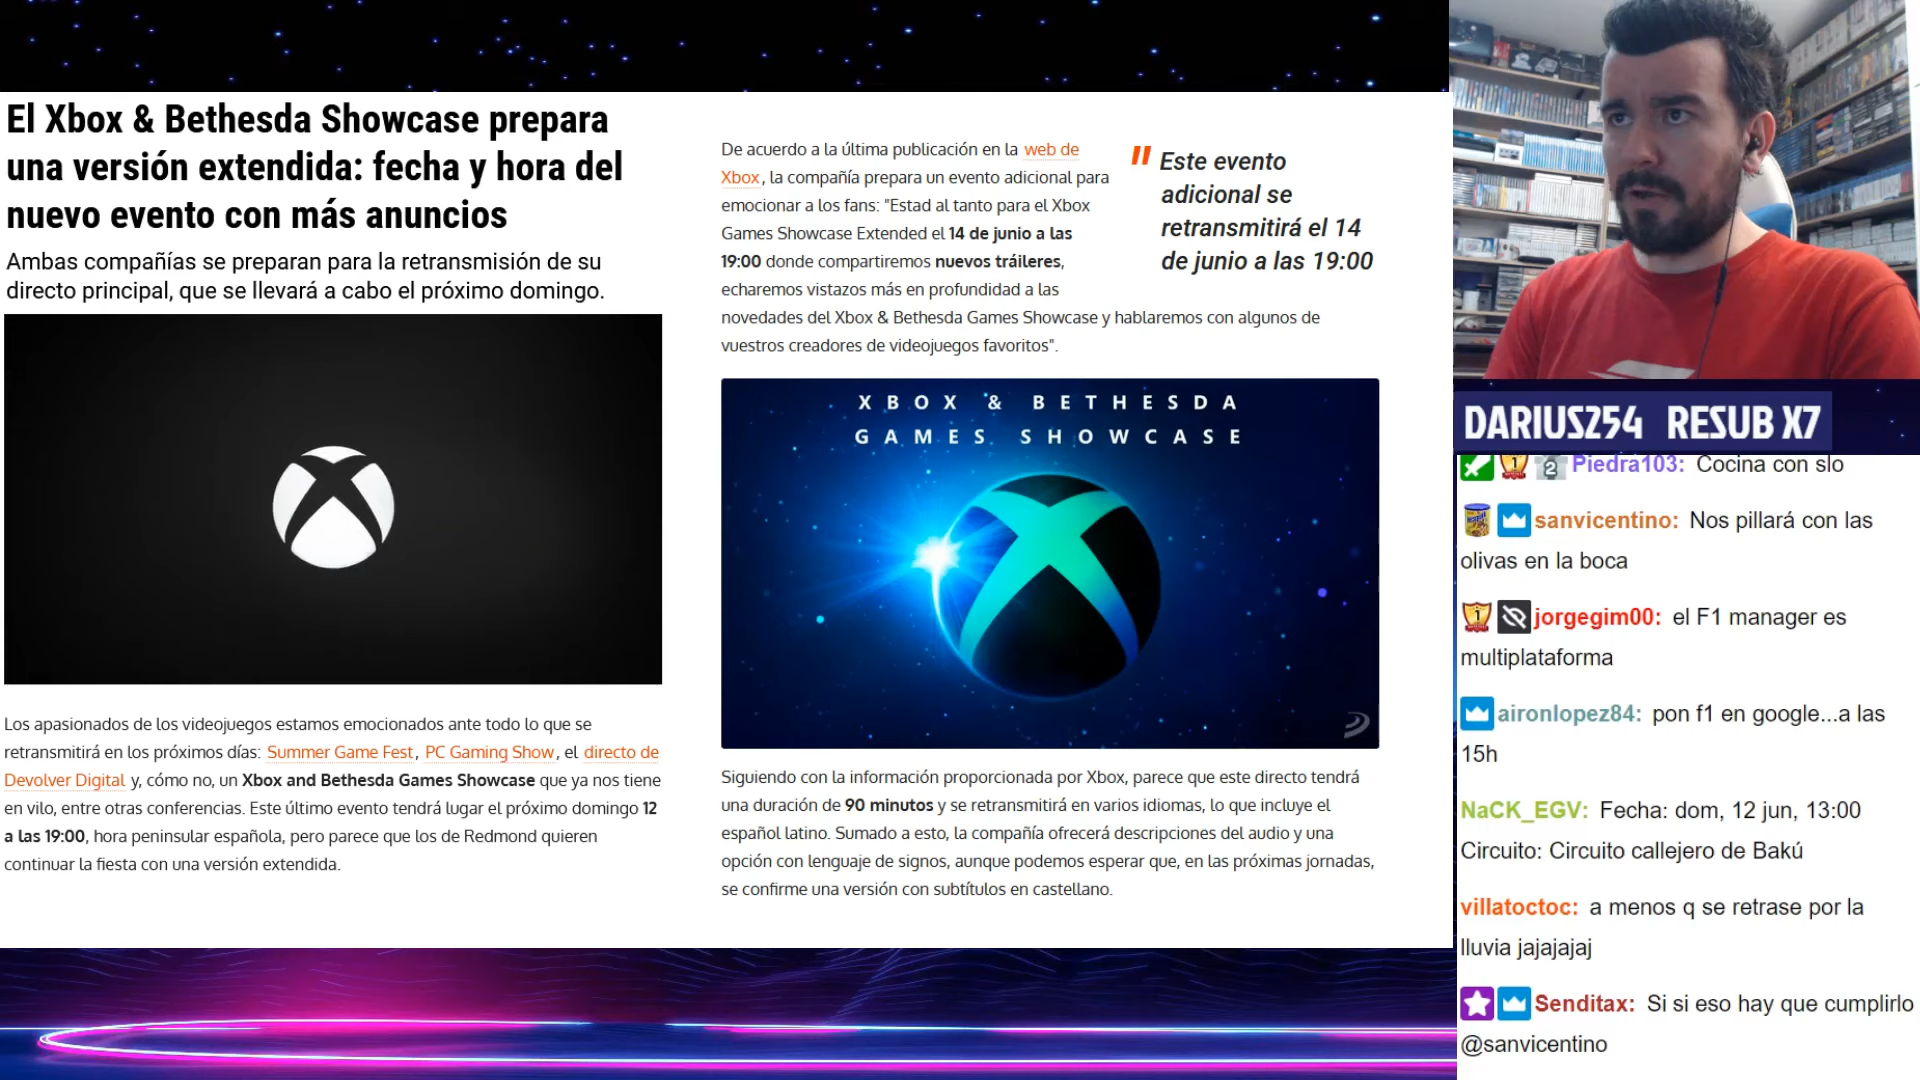 El Xbox & Bethesda Showcase prepara
una versión extendida: fecha y hora del
nuevo evento con más anuncios
Ambas compañías se preparan para la retransmisión de su
directo principal, que se llevará a cabo el próximo domingo.
Los apasionados de los videojuegos estamos emocionados ante todo lo que se
retransmitirá en los próximos días: Summer Game Fest, PC Gaming Show, el directo de
Devolver Digital y, cómo no, un Xbox and Bethesda Games Showcase que ya nos tiene
en vilo, entre otras conferencias. Este último evento tendrá lugar el próximo domingo 12
a las 19:00, hora peninsular española, pero parece que los de Redmond quieren
continuar la fiesta con una versión extendida.
De acuerdo a la última publicación en la web de
Xbox, la compañía prepara un evento adicional para
emocionar a los fans: "Estad al tanto para el Xbox
Games Showcase Extended el 14 de junio a las
19:00 donde compartiremos nuevos tráileres,
echaremos vistazos más en profundidad a las
novedades del Xbox & Bethesda Games Showcase y hablaremos con algunos de
vuestros creadores de videojuegos favoritos".
" Este evento
adicional se
retransmitirá el 14
de junio a las 19:00
XBOX & BETHESDA
GAMES SHOWCASE
Siguiendo con la información proporcionada por Xbox, parece que este directo tendrá
una duración de 90 minutos y se retransmitirá en varios idiomas, lo que incluye el
español latino. Sumado a esto, la compañía ofrecerá descripciones del audio y una
opción con lenguaje de signos, aunque podemos esperar que, en las próximas jornadas,
se confirme una versión con subtítulos en castellano.
DARIUS254 RESUB X7
Piedra103: Cocina con slo
sanvicentino: Nos pillará con las
olivas en la boca
jorgegim00: el F1 manager es
multiplataforma
aironlopez84: pon f1 en google...a las
15h
NaCK_EGV: Fecha: dom, 12 jun, 13:00
Circuito: Circuito callejero de Bakú
villatoctoc: a menos q se retrase por la
lluvia jajajajaj
Senditax: Si si eso hay que cumplirlo
@sanvicentino